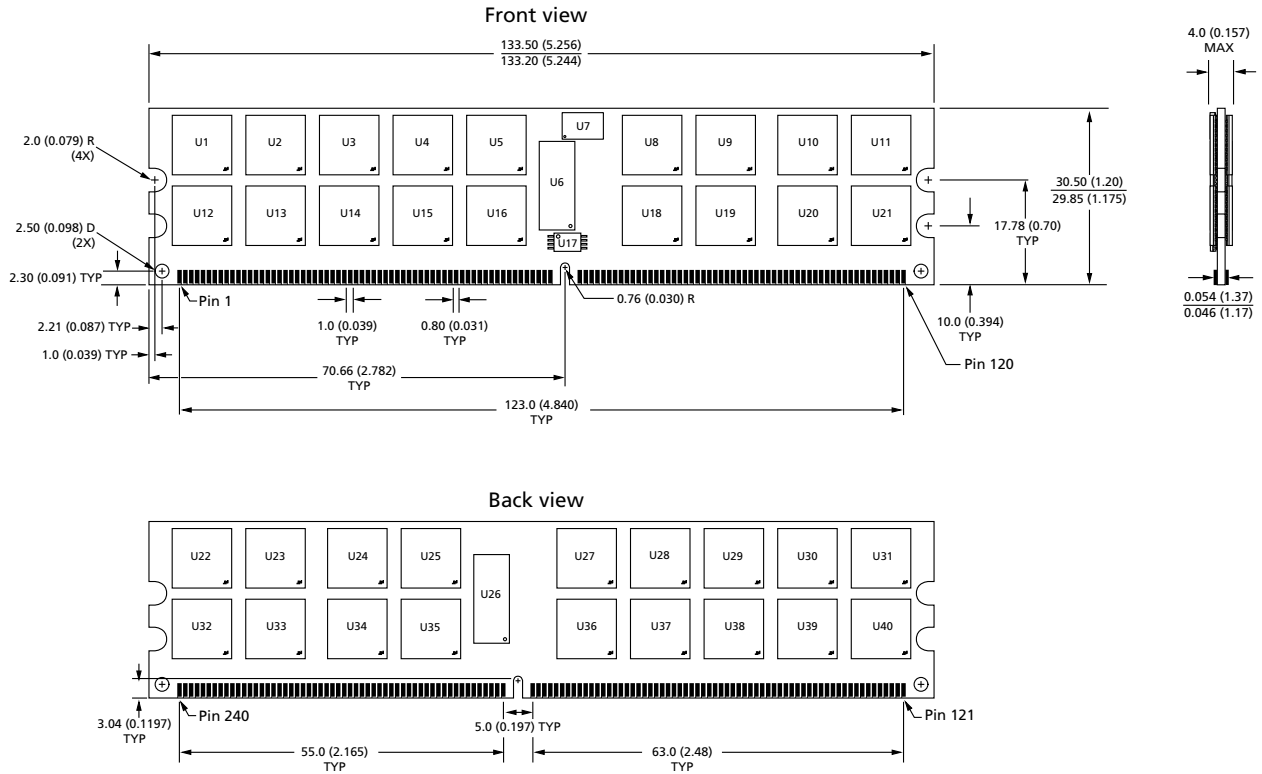 Front view
133.50 (5.256)
133.20 (5.244)
4.0 (0.157)
MAX
2.0 (0.079) R
(4X)
U1
U2
U3
U4
U5
U7
U6
U8
U9
U10
U11
U12
U13
U14
U15
U16
U17
U18
U19
U20
U21
30.50 (1.20)
29.85 (1.175)
17.78 (0.70)
TYP
2.50 (0.098) D
(2X)
2.30 (0.091) TYP
Pin 1
0.76 (0.030) R
2.21 (0.087) TYP
1.0 (0.039)
TYP
0.80 (0.031)
TYP
10.0 (0.394)
TYP
0.054 (1.37)
0.046 (1.17)
1.0 (0.039) TYP
Pin 120
70.66 (2.782)
TYP
123.0 (4.840)
TYP
Back view
U22
U23
U24
U25
U26
U27
U28
U29
U30
U31
U32
U33
U34
U35
U36
U37
U38
U39
U40
3.04 (0.1197)
TYP
Pin 240
5.0 (0.197) TYP
Pin 121
55.0 (2.165)
TYP
63.0 (2.48)
TYP